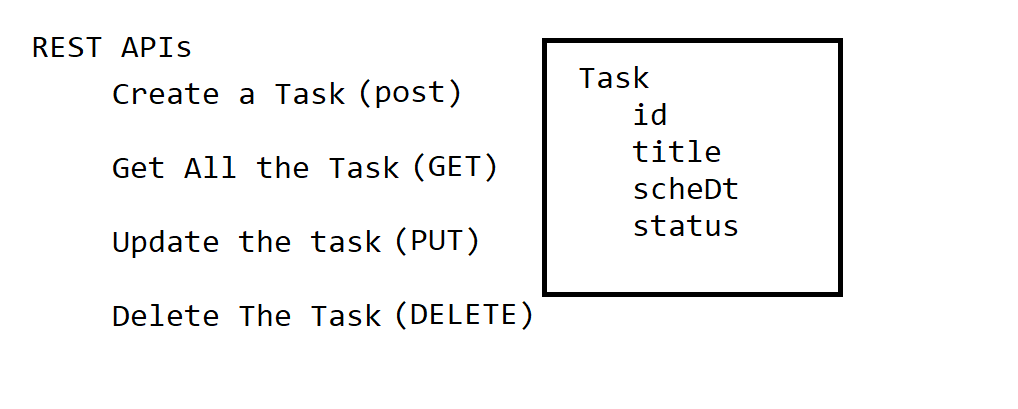 REST APIs
Create a Task (post)
Get All the Task (GET)
Update the task (PUT)
Delete The Task (DELETE)
Task
id
title
scheDt
status